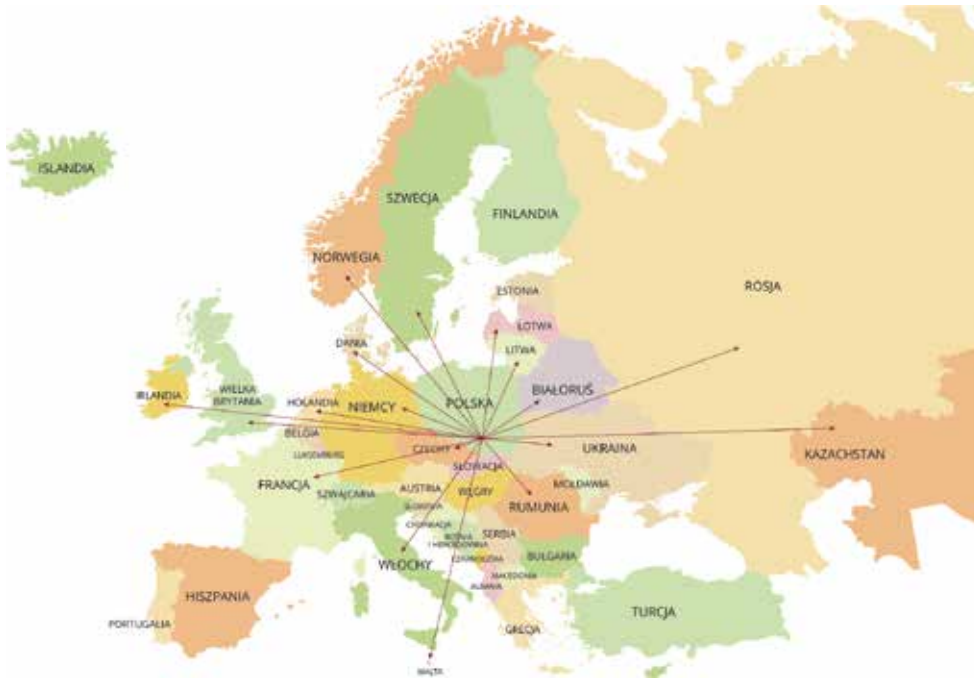 ISLANDIA
SZWECJA
FINLANDIA
NORWEGIA
ROSJA
ESTONIA
ŁOTWA
DANIA
LITWA
IRLANDIA
WIELKA
BRYTANIA
HOLANDIA
NIEMCY
POLSKA
BIAŁORUŚ
BELGIA
CZECHY
UKRAINA
KAZACHSTAN
LUKSEMBURG
SŁOWACJA
FRANCJA
SZWAJCARIA
AUSTRIA
WĘGRY
MOŁDAWIA
RUMUNIA
SŁOWENIA
CHORWACJA
SERBIA
BOŚNIA
I HERCEGOWINA
WŁOCHY
CZARNOGÓRA
BUŁGARIA
MACEDONIA
ALBANIA
HISZPANIA
PORTUGALIA
TURCJA
GRECJA
MALTA